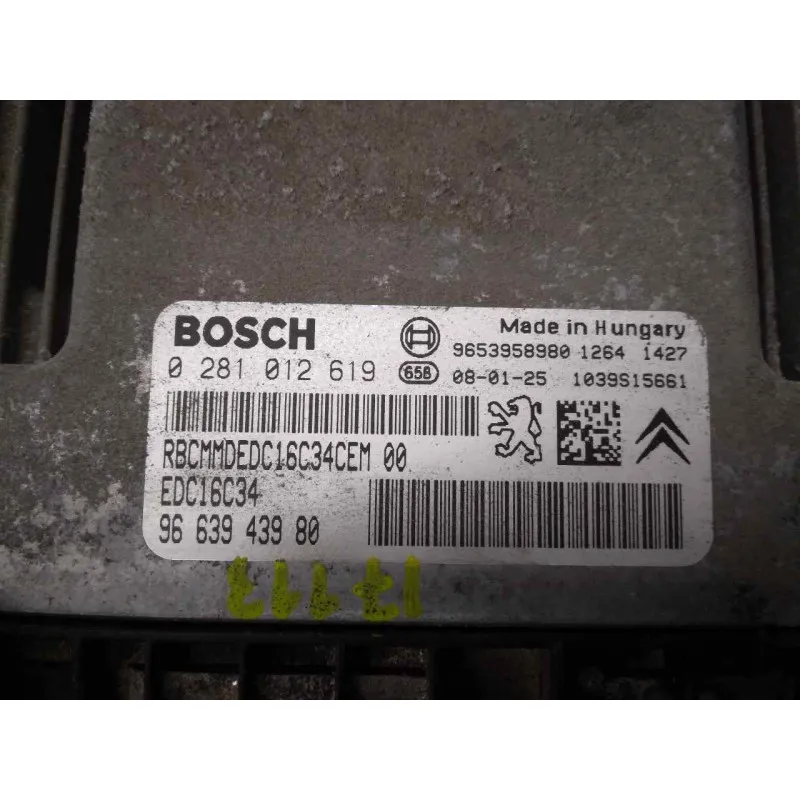 BOSCH
Made in Hungary
9653958980 1264 1427
0 281 012 619 658 08-01-25 1039S15661
RBCMMDEDC16C34CEM 00
EDC16C34
96 639 439 80